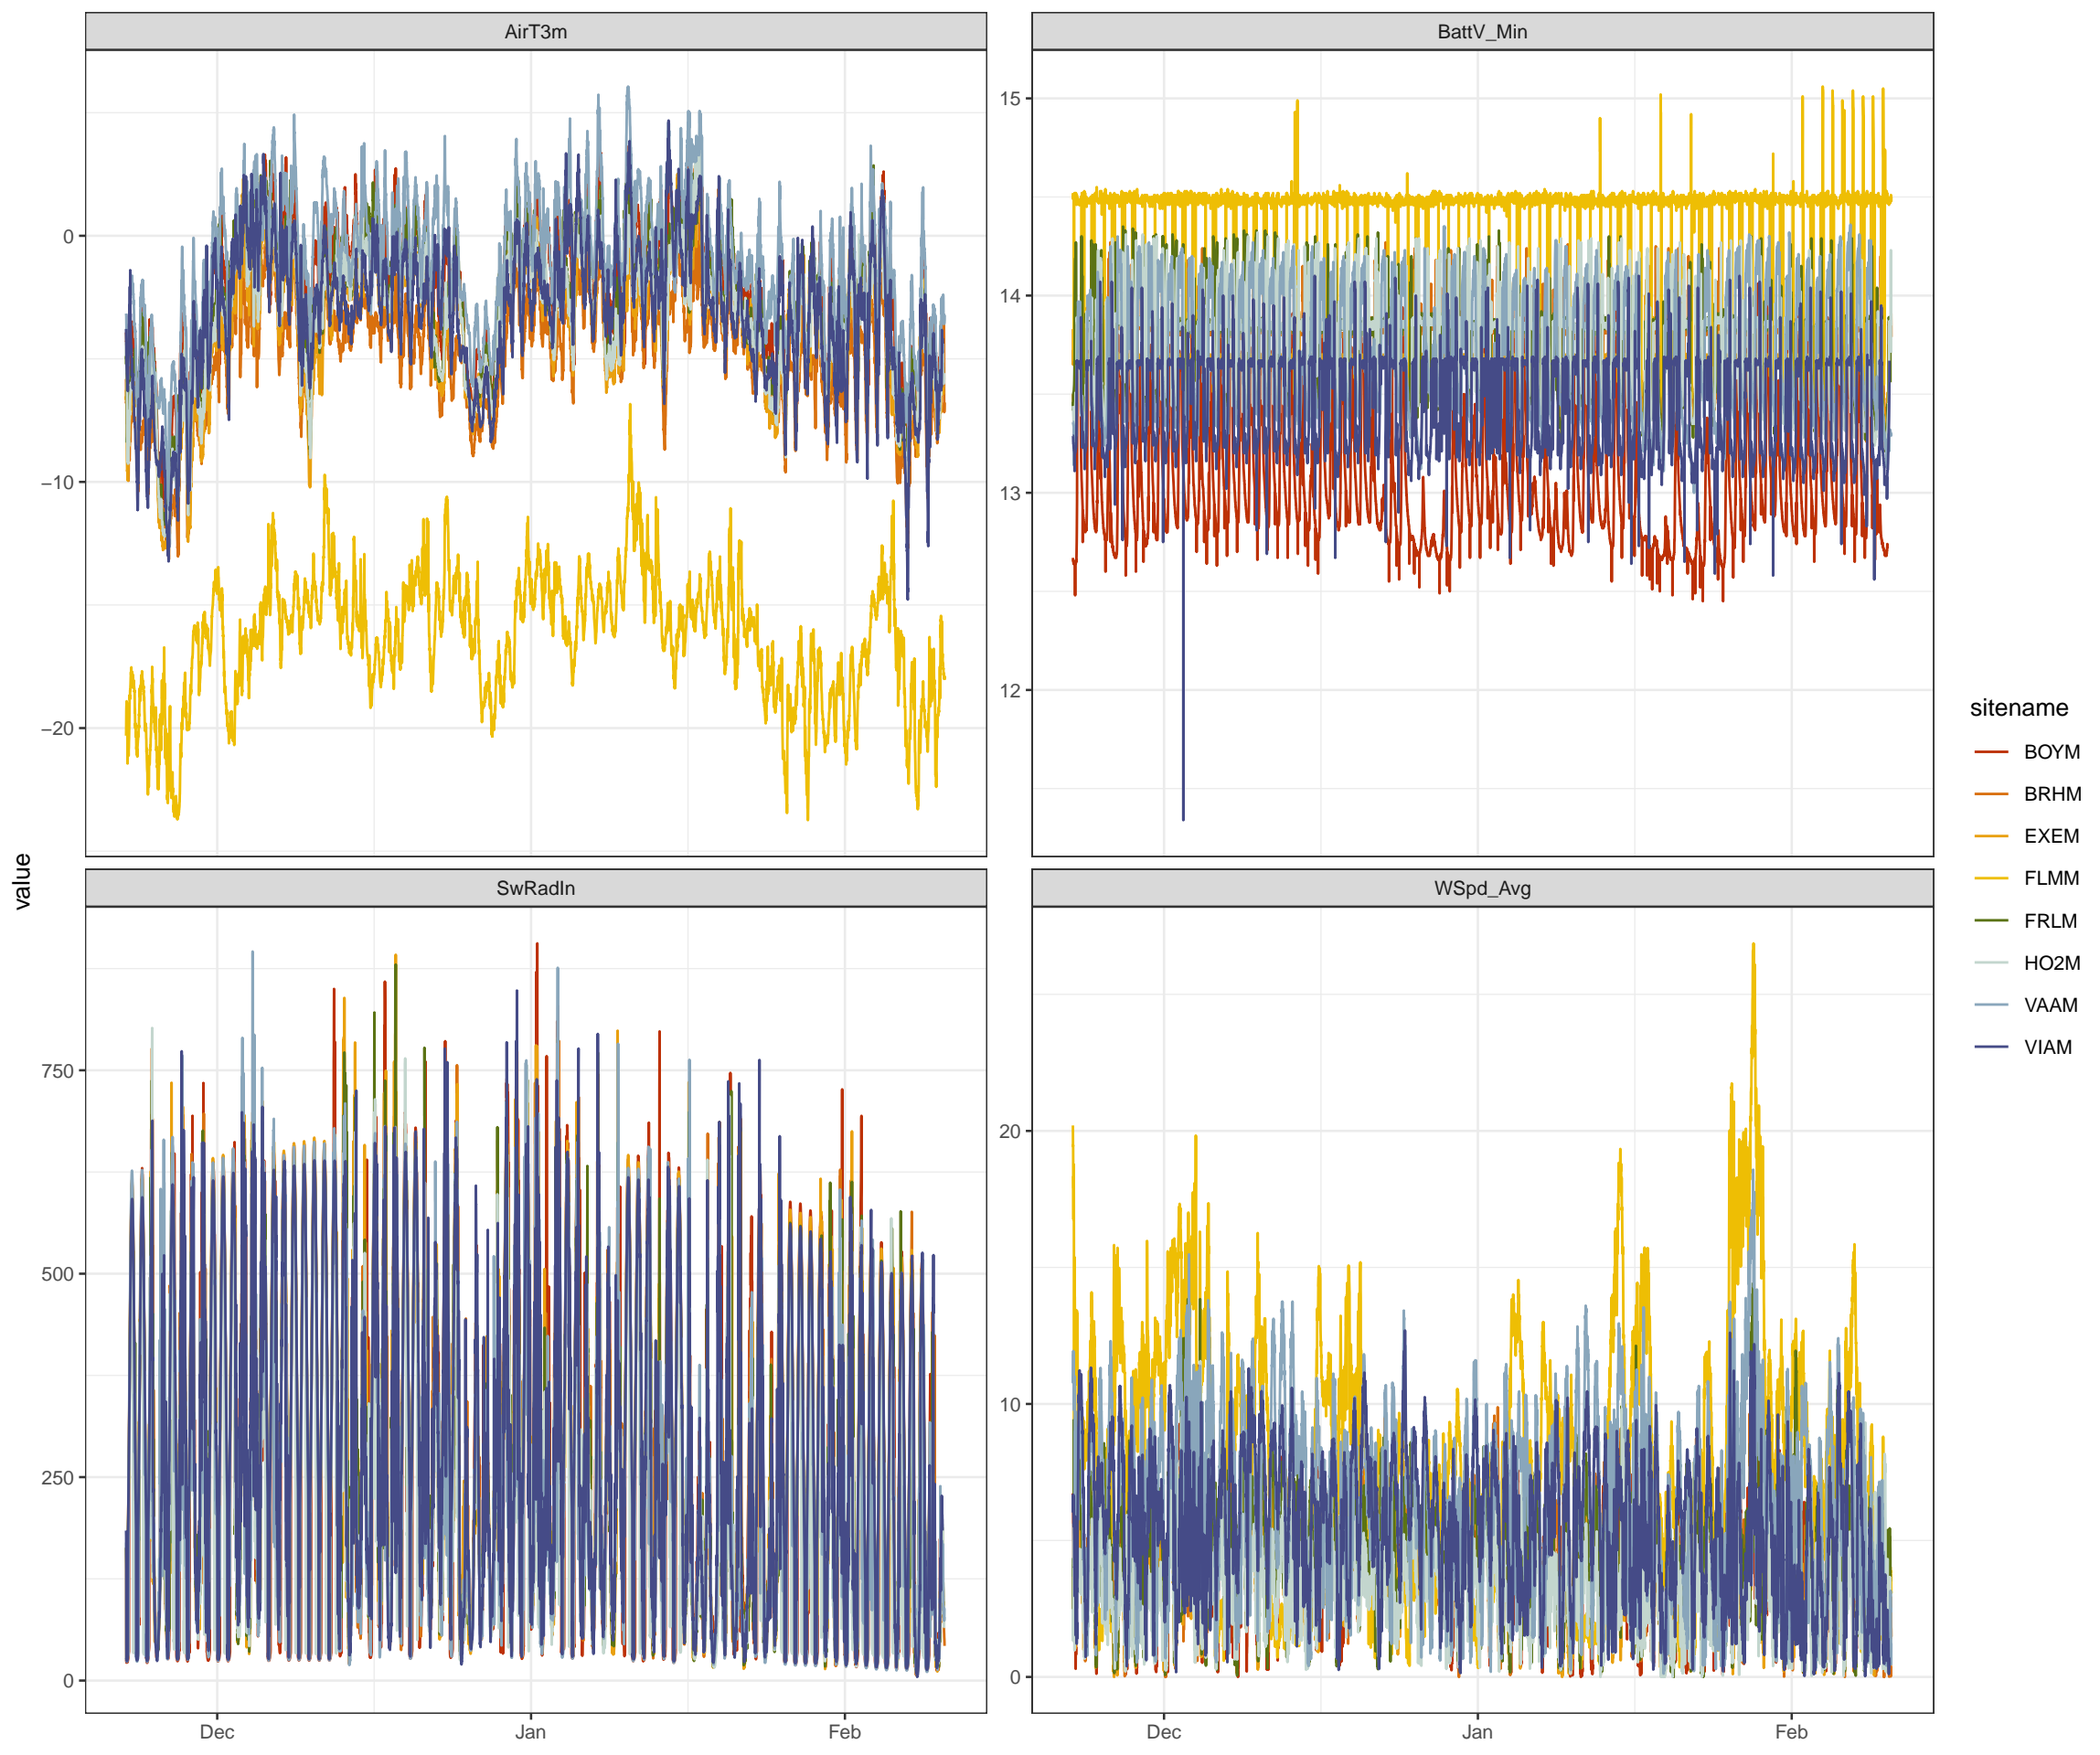 AirT3m
BattV_Min
0
−10
−20
15
14
13
12
SwRadIn
WSpd_Avg
value
750
500
250
0
20
10
0
Dec
Jan
Feb
Dec
Jan
Feb
sitename
BOYM
BRHM
EXEM
FLMM
FRLM
HO2M
VAAM
VIAM